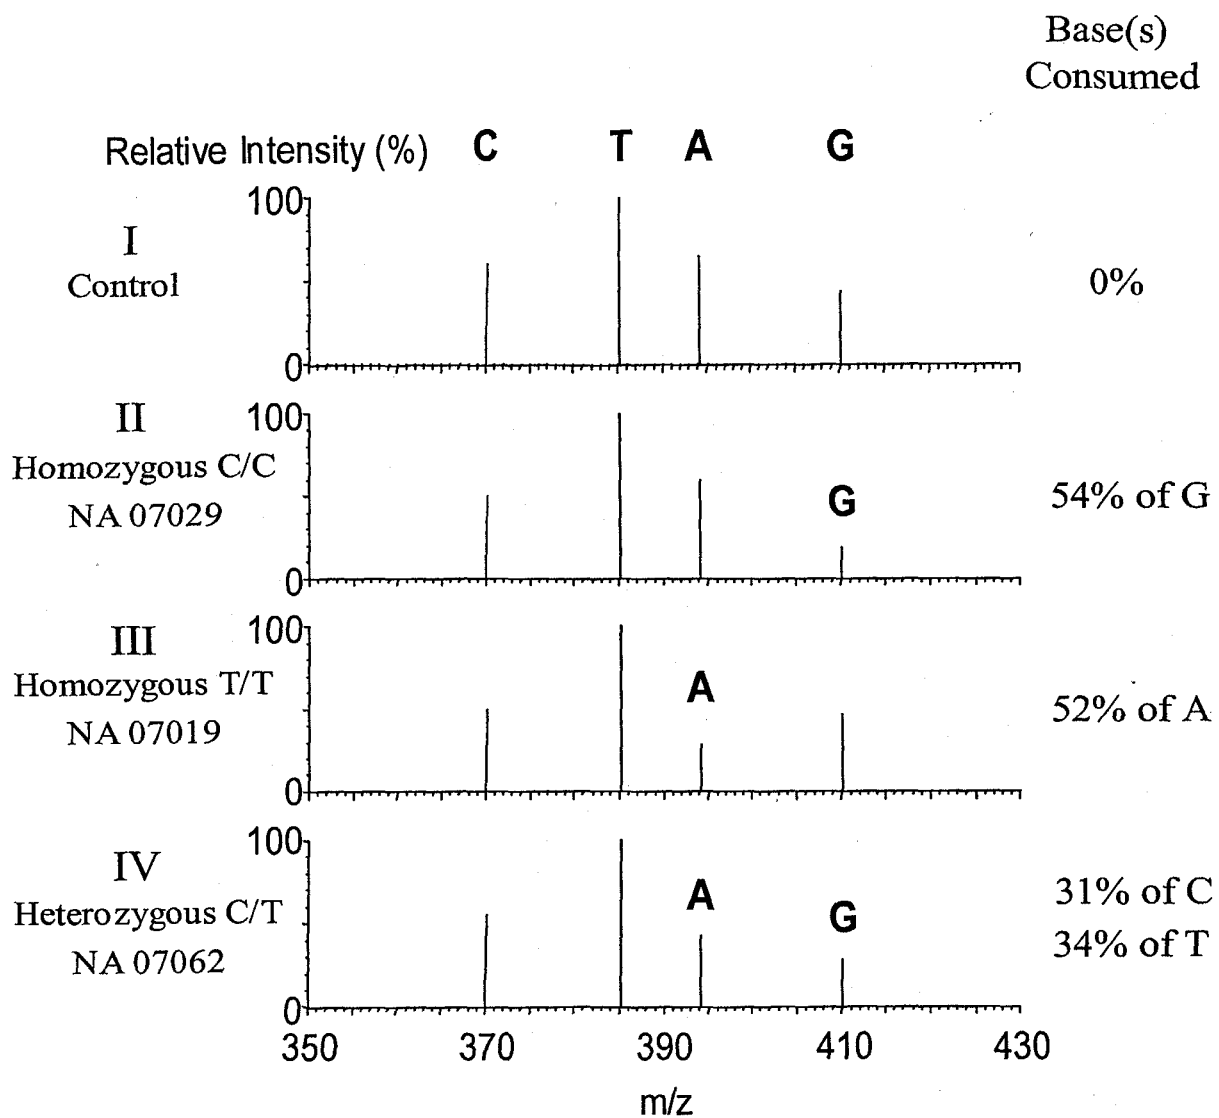 Base(s)
Consumed
Relative Intensity (%) C T A G
100
I
Control
0%
0
II
100
Homozygous C/C
NA 07029
G
54% of G
0
III
100
Homozygous T/T
NA 07019
A
52% of A
0
IV
100
Heterozygous C/T
NA 07062
A
G
31% of C
34% of T
0
350 370 390 410 430
m/z